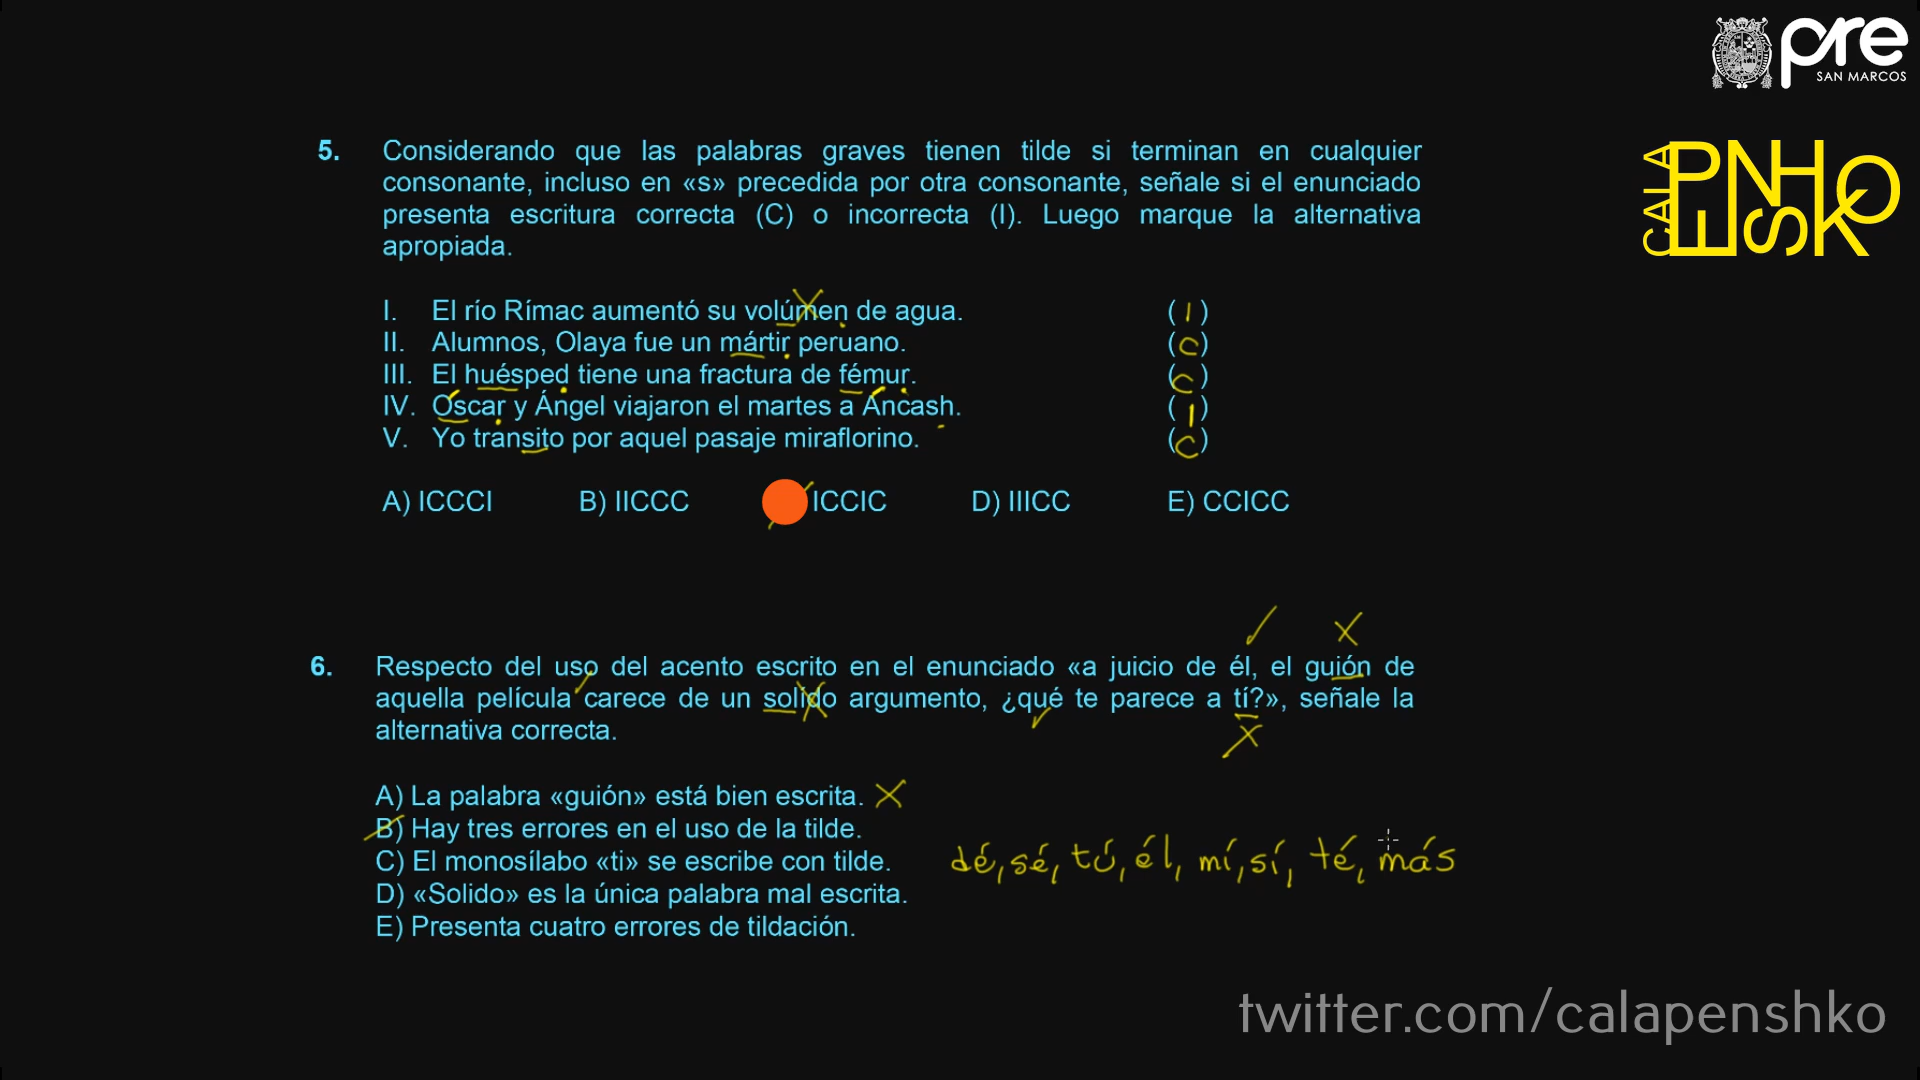 pre
SAN MARCOS
CALA
PNH
ESKO
5. Considerando que las palabras graves tienen tilde si terminan en cualquier
consonante, incluso en «s» precedida por otra consonante, señale si el enunciado
presenta escritura correcta (C) o incorrecta (I). Luego marque la alternativa
apropiada.
I. El río Rímac aumentó su volúmen de agua. (I)
II. Alumnos, Olaya fue un mártir peruano. (C)
III. El huésped tiene una fractura de fémur. (C)
IV. Óscar y Ángel viajaron el martes a Áncash. (I)
V. Yo transito por aquel pasaje miraflorino. (C)
A) ICCCI B) IICCC ICCIC D) IIICC E) CCICC
6. Respecto del uso del acento escrito en el enunciado «a juicio de él, el guión de
aquella película carece de un solido argumento, ¿qué te parece a tí?», señale la
alternativa correcta.
A) La palabra «guión» está bien escrita. X
B) Hay tres errores en el uso de la tilde.
C) El monosílabo «ti» se escribe con tilde.
dé, sé, tú, él, mí, sí, té, más
D) «Solido» es la única palabra mal escrita.
E) Presenta cuatro errores de tildación.
twitter.com/calapenshko